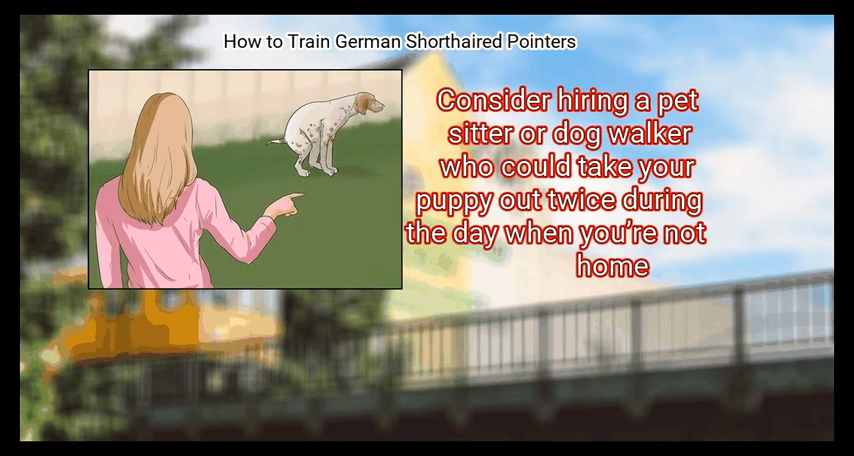 How to Train German Shorthaired Pointers
Consider hiring a pet
sitter or dog walker
who could take your
puppy out twice during
the day when you're not
home